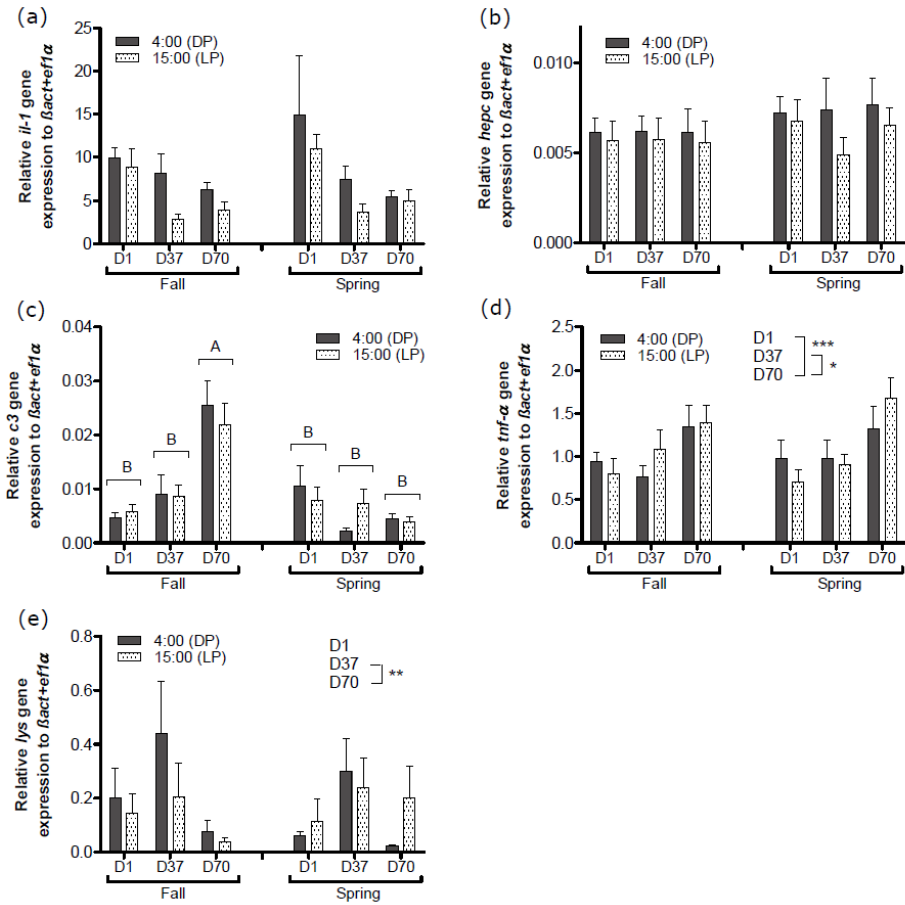 (a)
4:00 (DP)
15:00 (LP)
Relative il-1 gene
expression to ßact+ef1α
25
20
15
10
5
0
D1 D37 D70 D1 D37 D70
Fall Spring
(b)
4:00 (DP)
15:00 (LP)
Relative hepc gene
expression to ßact+ef1α
0.010
0.005
0.000
D1 D37 D70 D1 D37 D70
Fall Spring
(c)
4:00 (DP)
15:00 (LP)
Relative c3 gene
expression to ßact+ef1α
0.04
0.03
0.02
0.01
0.00
B B A B B B
D1 D37 D70 D1 D37 D70
Fall Spring
(d)
4:00 (DP)
15:00 (LP)
D1
D37
D70
***
*
Relative tnf-α gene
expression to ßact+ef1α
2.5
2.0
1.5
1.0
0.5
0.0
D1 D37 D70 D1 D37 D70
Fall Spring
(e)
4:00 (DP)
15:00 (LP)
D1
D37
D70
**
Relative lys gene
expression to ßact+ef1α
0.8
0.6
0.4
0.2
0.0
D1 D37 D70 D1 D37 D70
Fall Spring